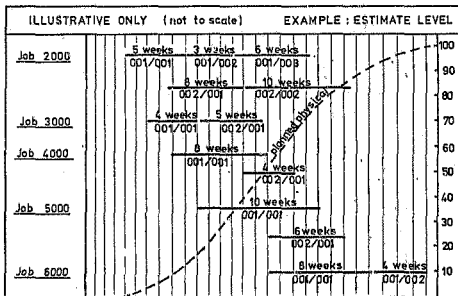 ILLUSTRATIVE ONLY (not to scale) EXAMPLE : ESTIMATE LEVEL
100
Job 2000 5 weeks 3 weeks 6 weeks
001/001 001/002 001/003
90
8 weeks 10 weeks
002/001 002/002
80
Job 3000 4 weeks 5 weeks
001/001 002/001
70
planned physical
60
Job 4000 8 weeks
001/001
4 weeks
002/001
50
40
Job 5000 10 weeks
001/001
30
6 weeks
002/001
20
Job 6000 8 weeks 4 weeks
001/001 001/002
10